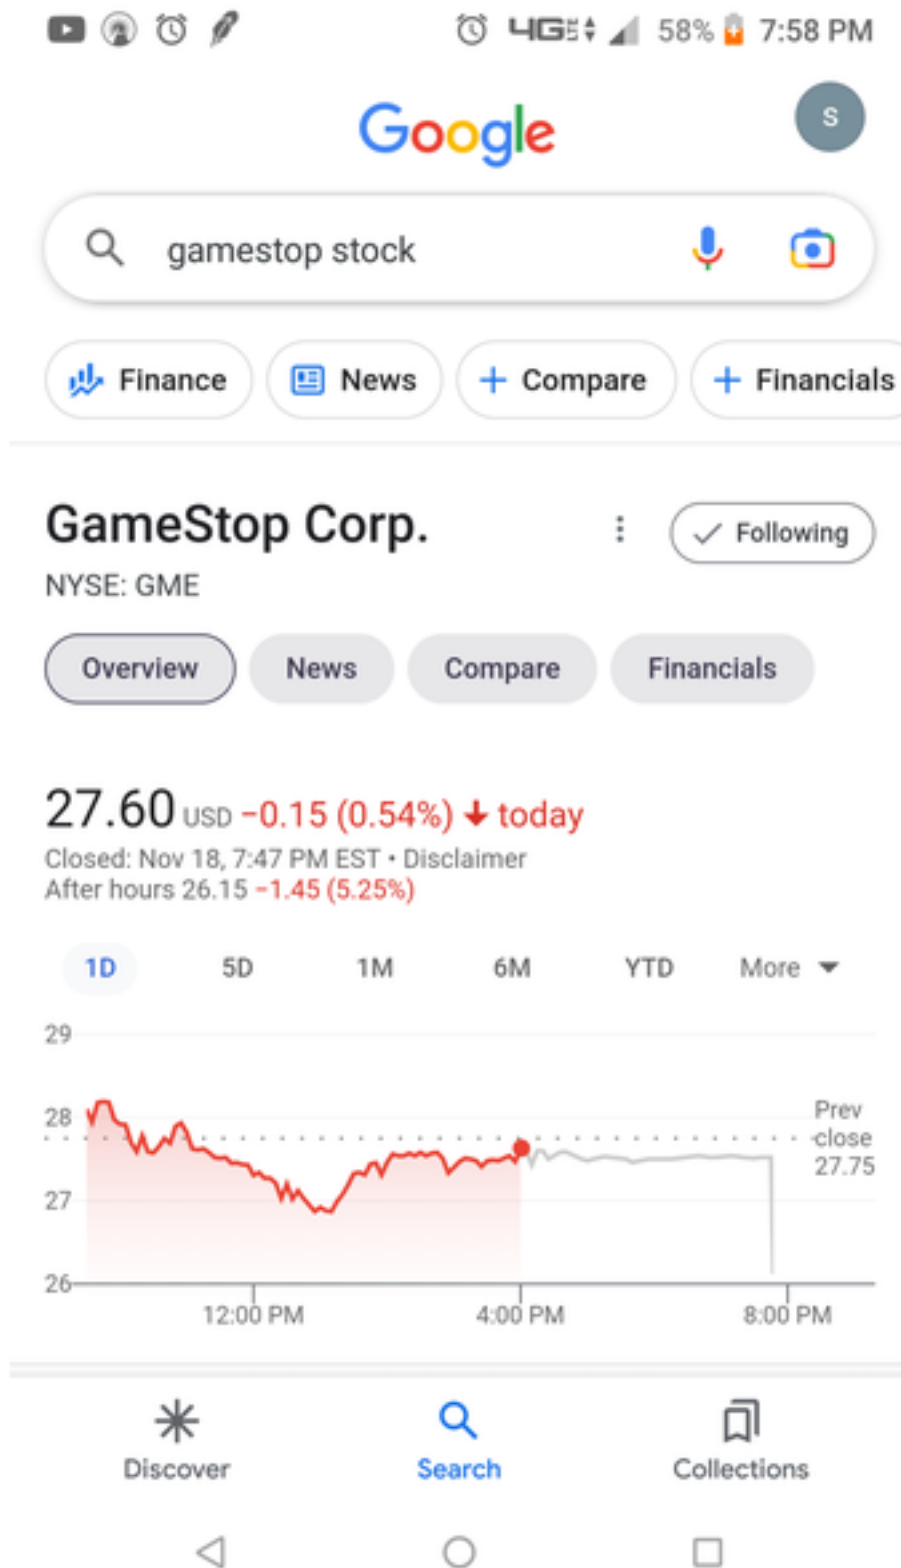 4G 58% 7:58 PM
Google
S
gamestop stock
Finance News + Compare + Financials
GameStop Corp.
Following
NYSE: GME
Overview News Compare Financials
27.60 USD −0.15 (0.54%) ↓ today
Closed: Nov 18, 7:47 PM EST • Disclaimer
After hours 26.15 −1.45 (5.25%)
1D 5D 1M 6M YTD More
29
28
27
26
Prev
close
27.75
12:00 PM 4:00 PM 8:00 PM
Discover Search Collections